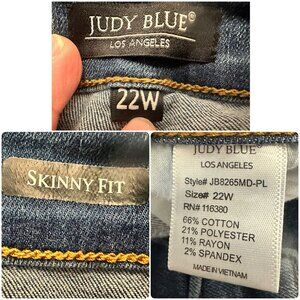 JUDY BLUE®
LOS ANGELES
22W
SKINNY FIT
JUDY BLUE®
LOS ANGELES
Style# JB8265MD-PL
Size# 22W
RN# 116380
66% COTTON
21% POLYESTER
11% RAYON
2% SPANDEX
MADE IN VIETNAM